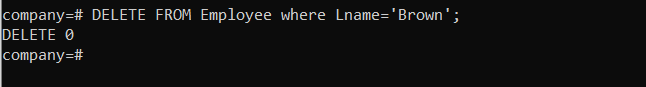 company=# DELETE FROM Employee where Lname='Brown';
DELETE 0
company=#